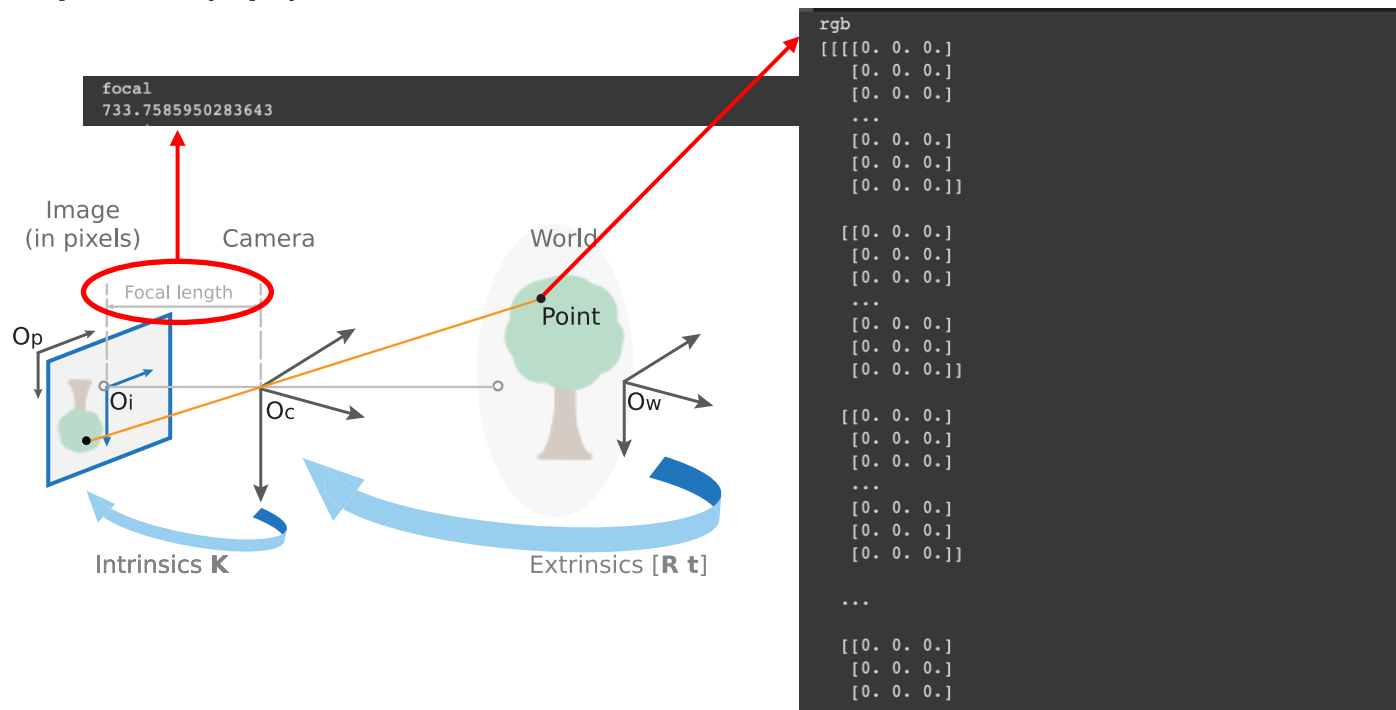 focal
733.7585950283643
Image
(in pixels)
Camera
World
Focal length
Point
Op
Oi
Oc
Ow
Intrinsics K
Extrinsics [R t]
rgb
[[[[0. 0. 0.]
[0. 0. 0.]
[0. 0. 0.]
...
[0. 0. 0.]
[0. 0. 0.]
[0. 0. 0.]]
[[0. 0. 0.]
[0. 0. 0.]
[0. 0. 0.]
...
[0. 0. 0.]
[0. 0. 0.]
[0. 0. 0.]]
[[0. 0. 0.]
[0. 0. 0.]
[0. 0. 0.]
...
[0. 0. 0.]
[0. 0. 0.]
[0. 0. 0.]]
...
[[0. 0. 0.]
[0. 0. 0.]
[0. 0. 0.]